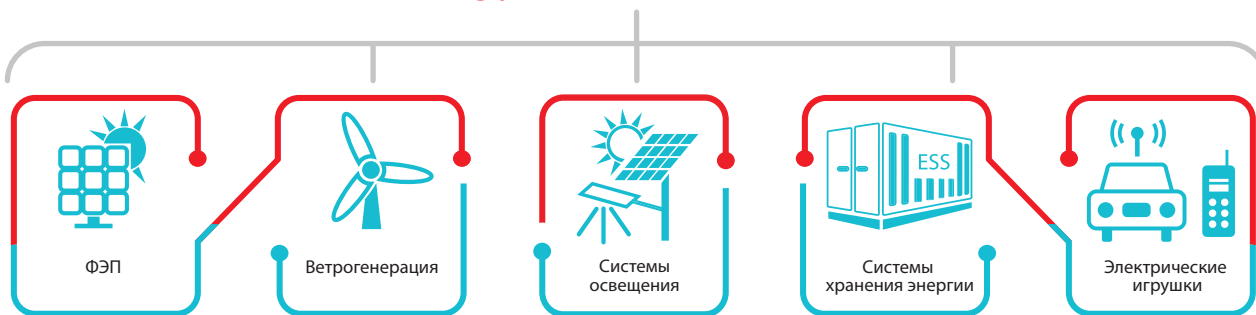 ESS
ФЭП
Ветрогенерация
Системы
освещения
Системы
хранения энергии
Электрические
игрушки